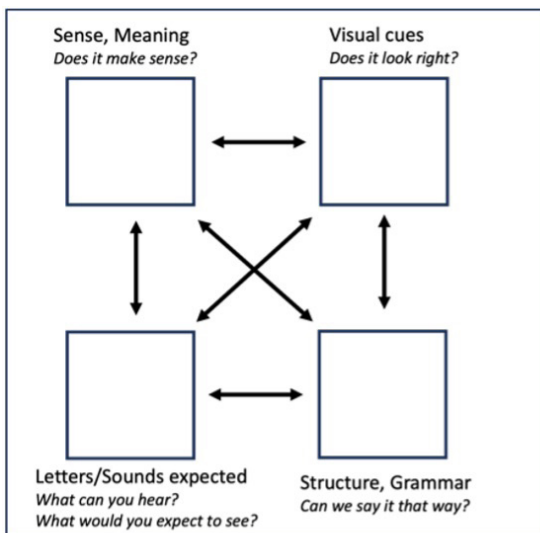 Sense, Meaning
Does it make sense?
Visual cues
Does it look right?
Letters/Sounds expected
What can you hear?
What would you expect to see?
Structure, Grammar
Can we say it that way?